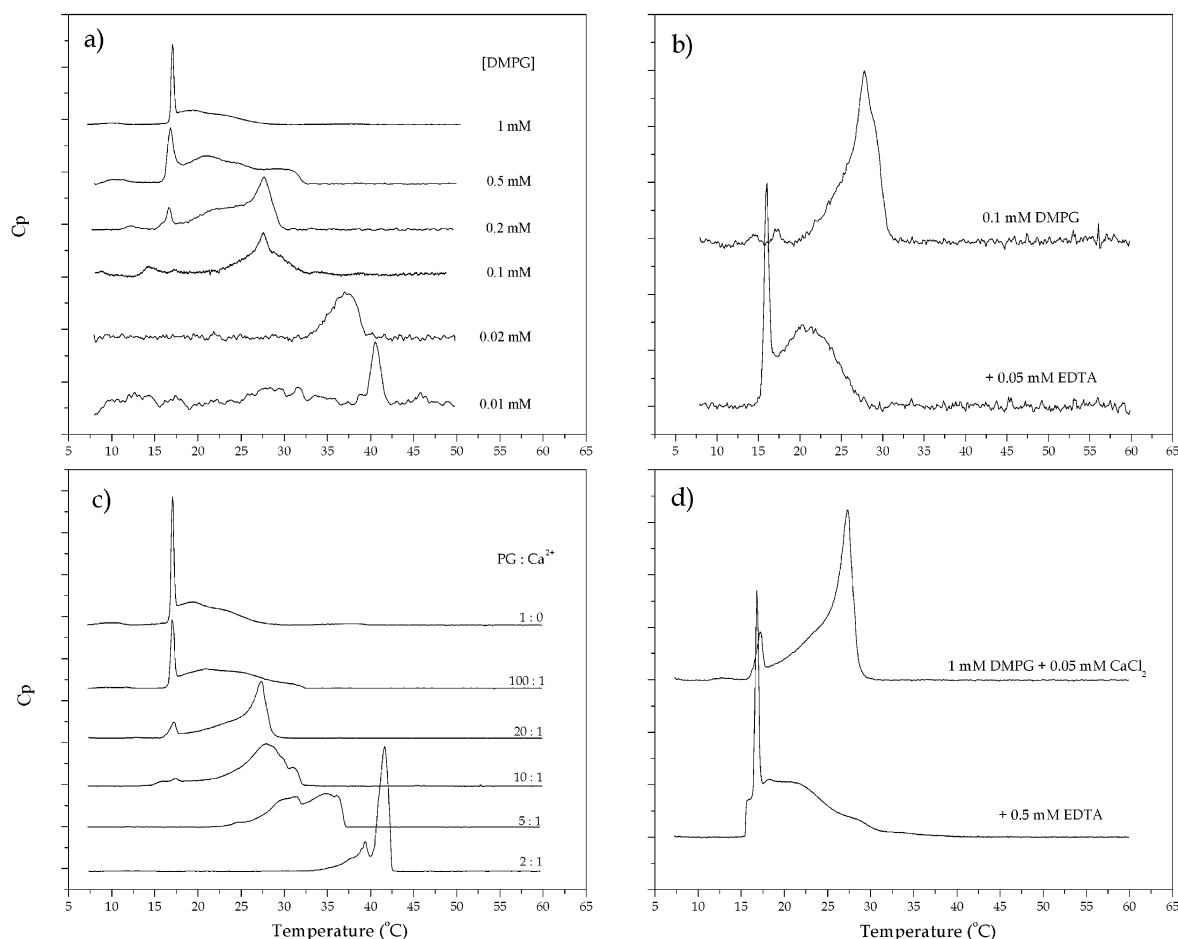 a)
[DMPG]
1 mM
0.5 mM
0.2 mM
0.1 mM
0.02 mM
0.01 mM
Cp
5 10 15 20 25 30 35 40 45 50 55 60 65
b)
0.1 mM DMPG
+ 0.05 mM EDTA
5 10 15 20 25 30 35 40 45 50 55 60 65
c)
PG : Ca²⁺
1 : 0
100 : 1
20 : 1
10 : 1
5 : 1
2 : 1
Cp
5 10 15 20 25 30 35 40 45 50 55 60 65
Temperature (°C)
d)
1 mM DMPG + 0.05 mM CaCl₂
+ 0.5 mM EDTA
5 10 15 20 25 30 35 40 45 50 55 60 65
Temperature (°C)